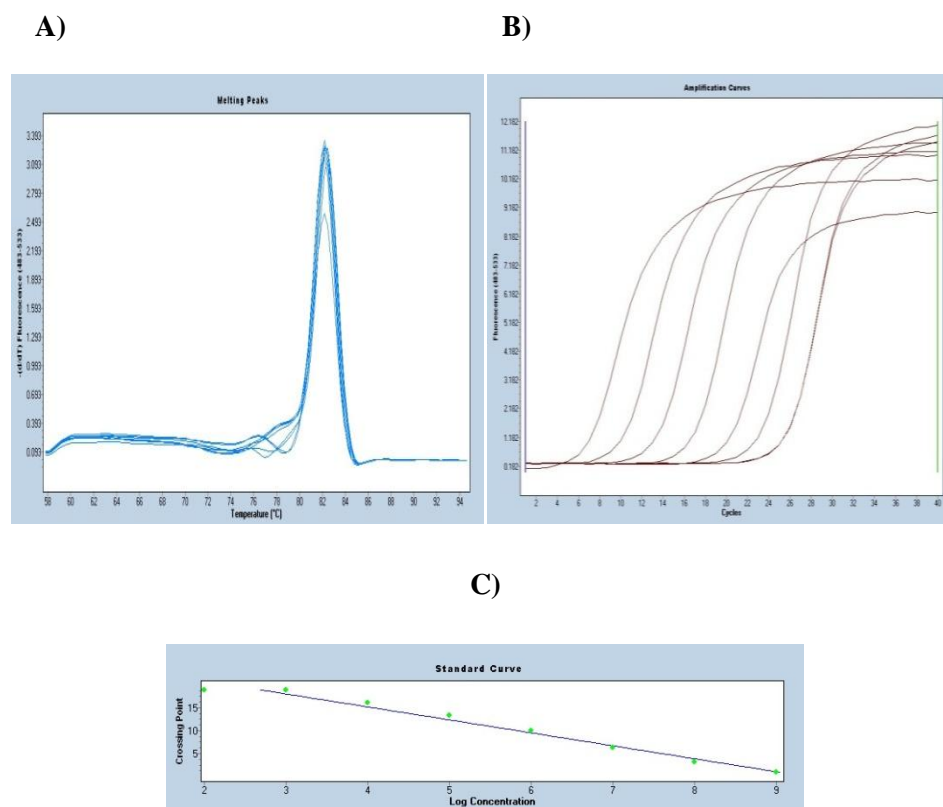 A)
B)
Melting Peaks
3.393
3.093
2.793
2.493
2.193
1.893
1.593
1.293
0.993
0.693
0.393
0.093
-(d/dT) Fluorescence (483-533)
58 60 62 64 66 68 70 72 74 76 78 80 82 84 86 88 90 92 94
Temperature (°C)
Amplification Curves
12.162
11.162
10.162
9.162
8.162
7.162
6.162
5.162
4.162
3.162
2.162
1.162
0.162
Fluorescence (483-533)
2 4 6 8 10 12 14 16 18 20 22 24 26 28 30 32 34 36 38 40
Cycles
C)
Standard Curve
15
10
5
Crossing Point
2 3 4 5 6 7 8 9
Log Concentration